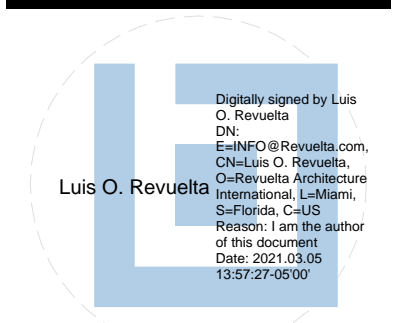 Luis O. Revuelta
Digitally signed by Luis
O. Revuelta
DN:
E=INFO@Revuelta.com,
CN=Luis O. Revuelta,
O=Revuelta Architecture
International, L=Miami,
S=Florida, C=US
Reason: I am the author
of this document
Date: 2021.03.05
13:57:27-05'00'